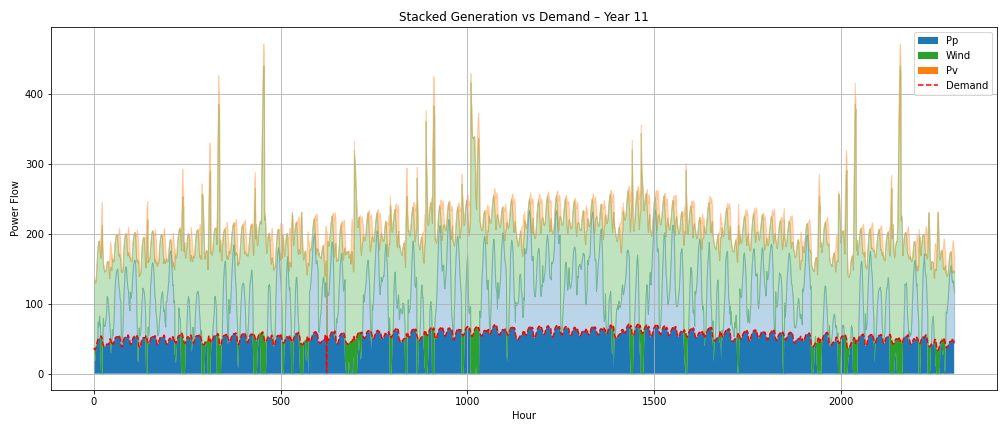 Stacked Generation vs Demand – Year 11
Pp
Wind
Pv
Demand
400
300
200
100
0
Power Flow
0 500 1000 1500 2000
Hour